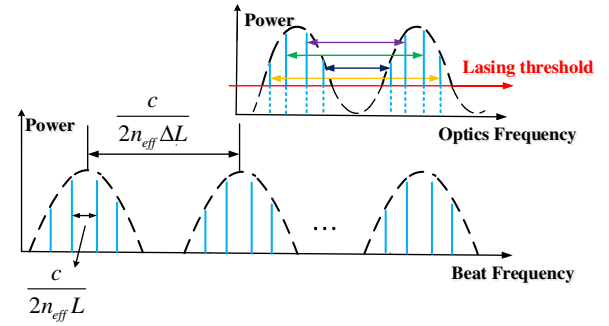 Power
Lasing threshold
Optics Frequency
c
2n_eff ΔL
Power
...
Beat Frequency
c
2n_eff L